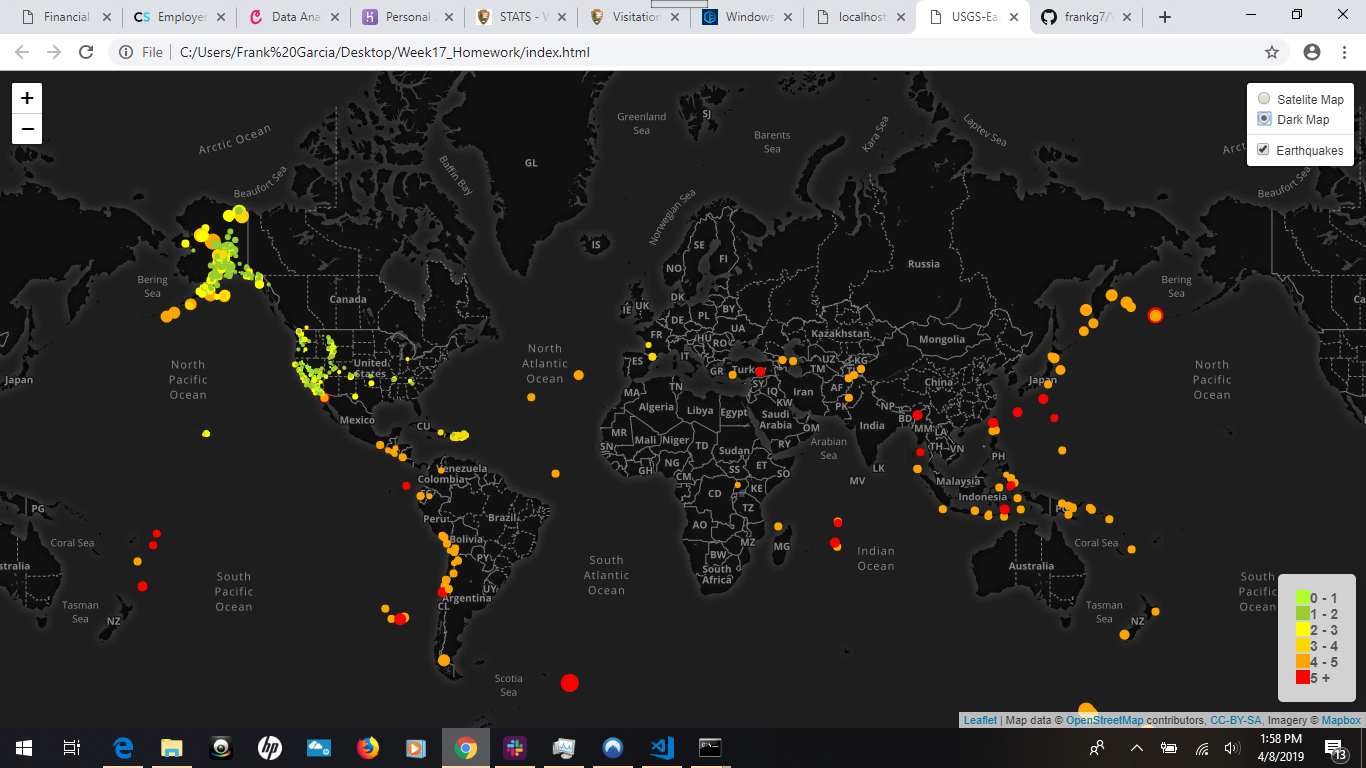 Financial
Employer
Data Ana
Personal
STATS - V
Visitation
Windows
localhost
USGS-Ea
frankg7/
File
C:/Users/Frank%20Garcia/Desktop/Week17_Homework/index.html
+
−
Satelite Map
Dark Map
Earthquakes
Arctic Ocean
Beaufort Sea
Baffin Bay
Greenland
Sea
SJ
Barents
Sea
Kara Sea
Laptev Sea
Arc
Beaufort Sea
GL
Norwegian Sea
IS
SE
FI
NO
Russia
Bering
Sea
Canada
Bering
Sea
Ca
UK
IE
DK
PL
BY
DE
UA
FR
HU
RO
Kazakhstan
Mongolia
North
Pacific
Ocean
United
States
North
Atlantic
Ocean
ES
IT
GR
Turkey
UZ
KG
TM
China
Japan
North
Pacific
Ocean
Japan
TN
SY
IQ
Iran
AF
MA
Algeria
Libya
Egypt
KW
Saudi
Arabia
PK
NP
BD
Mexico
CU
OM
India
MM
LA
MR
Mali
Niger
TD
Sudan
RY
Arabian
Sea
TH
VN
SN
PH
Venezuela
Colombia
GH
NG
CM
SS
ET
SO
LK
MV
Malaysia
EC
CD
KE
Indonesia
PG
Peru
Brazil
TZ
PG
Bolivia
AO
MZ
MG
Coral Sea
PY
BW
Indian
Ocean
Coral Sea
stralia
South
Pacific
Ocean
UY
Argentina
CL
South
Atlantic
Ocean
South
Africa
Australia
South
Pacific
Ocean
Tasman
Sea
NZ
Tasman
Sea
NZ
Scotia
Sea
0 - 1
1 - 2
2 - 3
3 - 4
4 - 5
5 +
Leaflet | Map data © OpenStreetMap contributors, CC-BY-SA, Imagery © Mapbox
hp
1:58 PM
4/8/2019
13